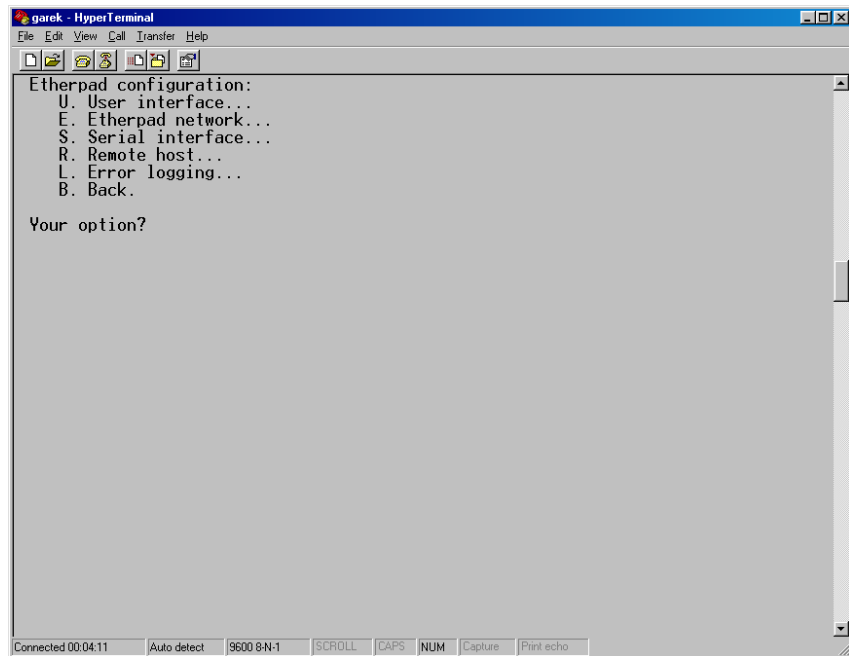 garek - HyperTerminal
File Edit View Call Transfer Help
Etherpad configuration:
U. User interface...
E. Etherpad network...
S. Serial interface...
R. Remote host...
L. Error logging...
B. Back.
Your option?
Connected 00:04:11 Auto detect 9600 8-N-1 SCROLL CAPS NUM Capture Print echo